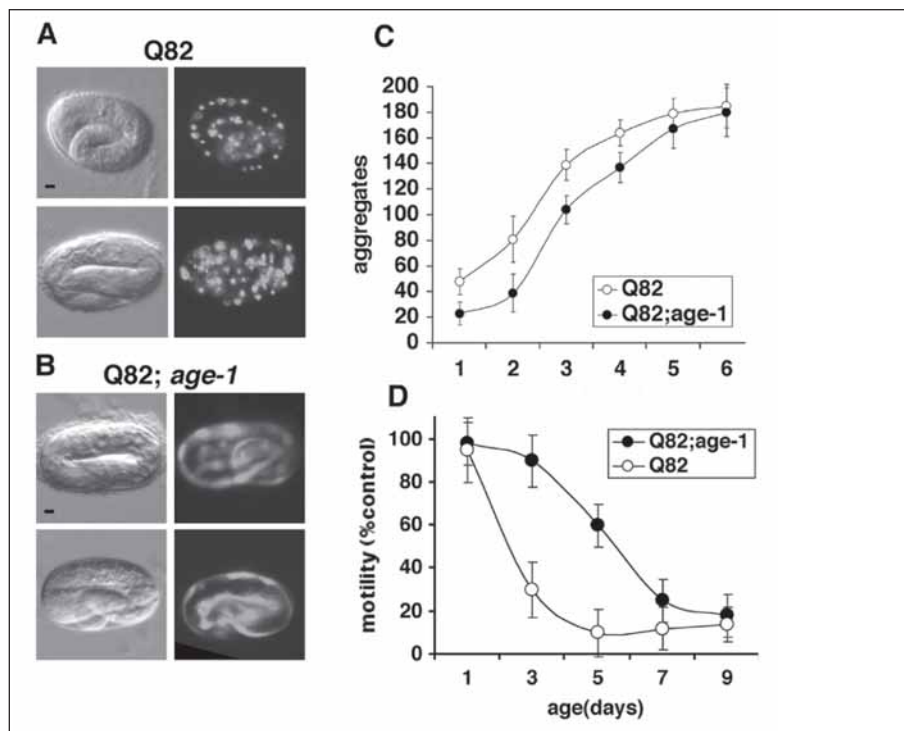 A
Q82
B
Q82; age-1
C
200
180
160
140
120
100
80
60
40
20
0
aggregates
Q82
Q82;age-1
1 2 3 4 5 6
D
100
80
60
40
20
0
motility (%control)
Q82;age-1
Q82
1 3 5 7 9
age(days)